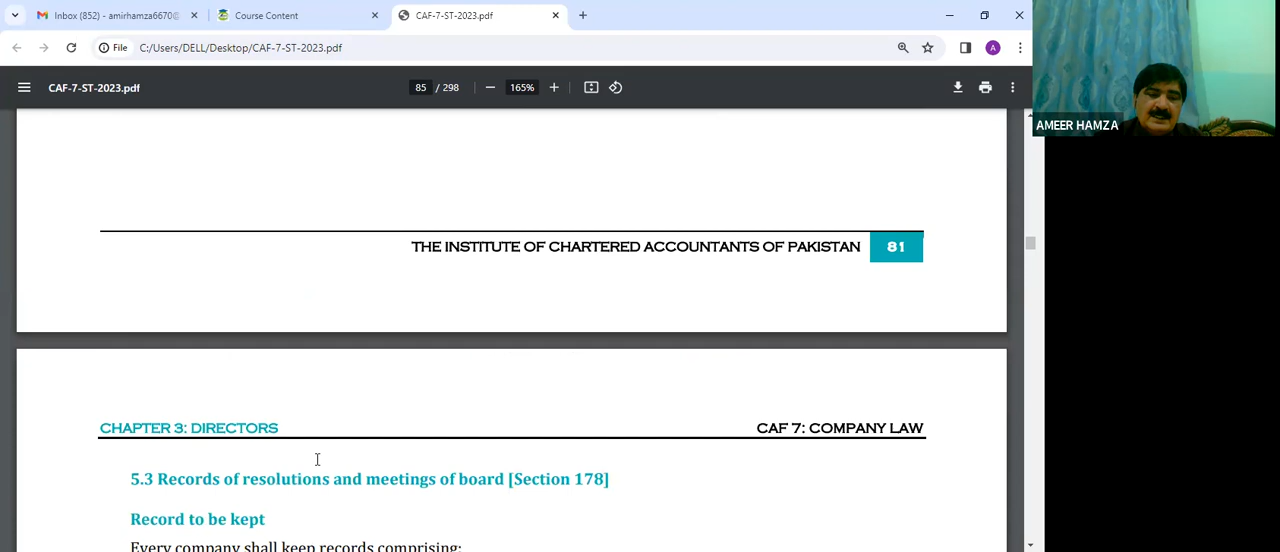 Inbox (852) - amirhamza6670@
Course Content
CAF-7-ST-2023.pdf
File C:/Users/DELL/Desktop/CAF-7-ST-2023.pdf
A
CAF-7-ST-2023.pdf
85 / 298
165%
AMEER HAMZA
THE INSTITUTE OF CHARTERED ACCOUNTANTS OF PAKISTAN 81
CHAPTER 3: DIRECTORS CAF 7: COMPANY LAW
5.3 Records of resolutions and meetings of board [Section 178]
Record to be kept
Every company shall keep records comprising: